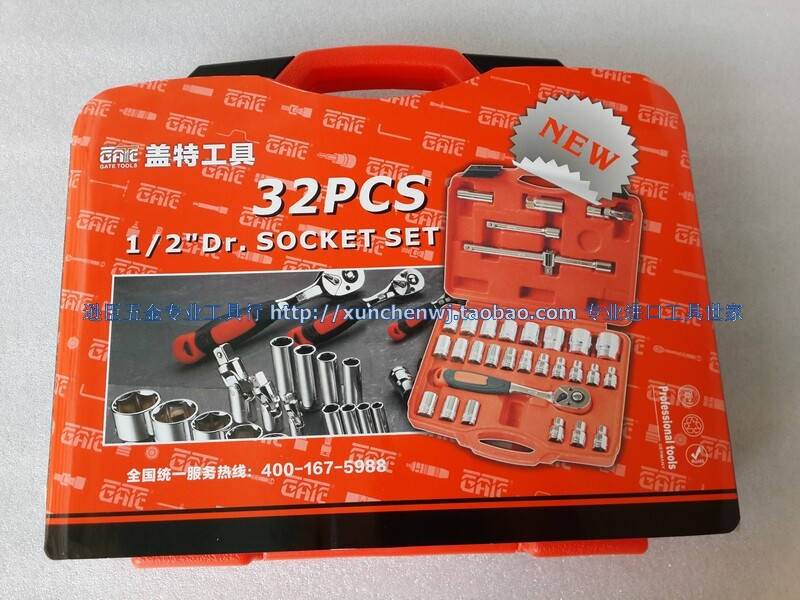 NEW
GATE
GATE TOOLS
盖特工具
32PCS
1/2"Dr. SOCKET SET
迅臣五金专业工具行 http://xunchenwj.taobao.com 专业进口工具世家
Professional tools
全国统一服务热线：400-167-5988